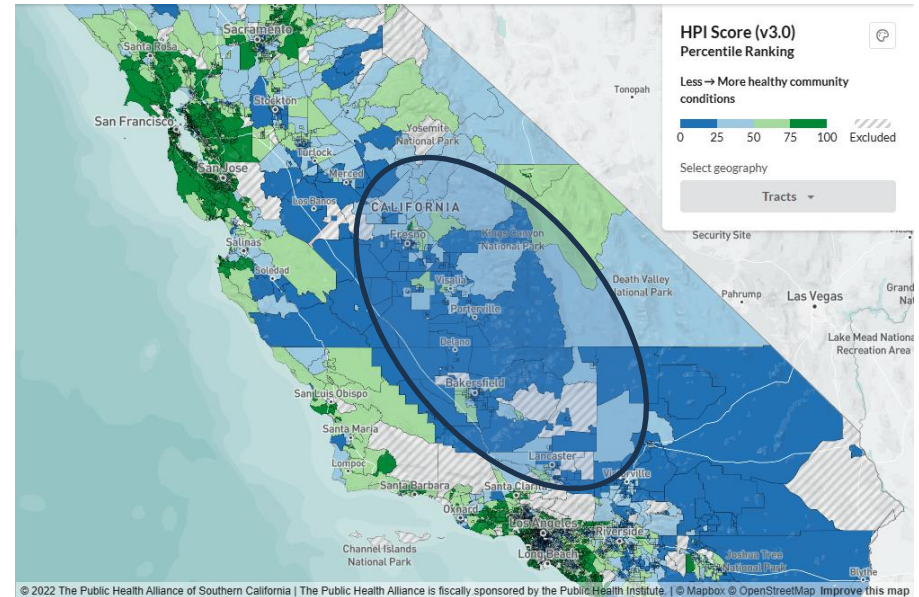 HPI Score (v3.0)
Percentile Ranking
Less → More healthy community
conditions
0 25 50 75 100 Excluded
Select geography
Tracts
Sacramento
Santa Rosa
Stockton
San Francisco
Yosemite
National Park
Tonopah
Turlock
San Jose
Merced
Los Banos
CALIFORNIA
Security Site
Salinas
Fresno
Kings Canyon
National Park
Soledad
Visalia
Death Valley
National Park
Pahrump
Las Vegas
Grand
Porterville
Delano
Lake Mead National
Recreation Area
Bakersfield
San Luis Obispo
Santa Maria
Lompoc
Lancaster
Victorville
Santa Barbara
Santa Clarita
Oxnard
Los Angeles
Riverside
Long Beach
Channel Islands
National Park
Joshua Tree
National Park
Blythe
© 2022 The Public Health Alliance of Southern California | The Public Health Alliance is fiscally sponsored by the Public Health Institute. | © Mapbox © OpenStreetMap Improve this map